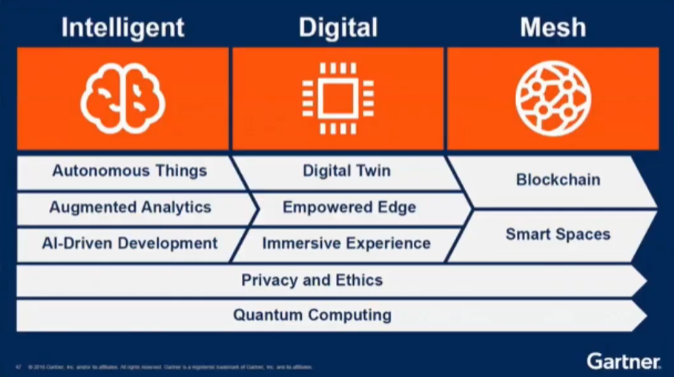 Intelligent
Digital
Mesh
Autonomous Things
Digital Twin
Blockchain
Augmented Analytics
Empowered Edge
Smart Spaces
AI-Driven Development
Immersive Experience
Privacy and Ethics
Quantum Computing
47 © 2018 Gartner, Inc. and/or its affiliates. All rights reserved. Gartner is a registered trademark of Gartner, Inc. and its affiliates.
Gartner.